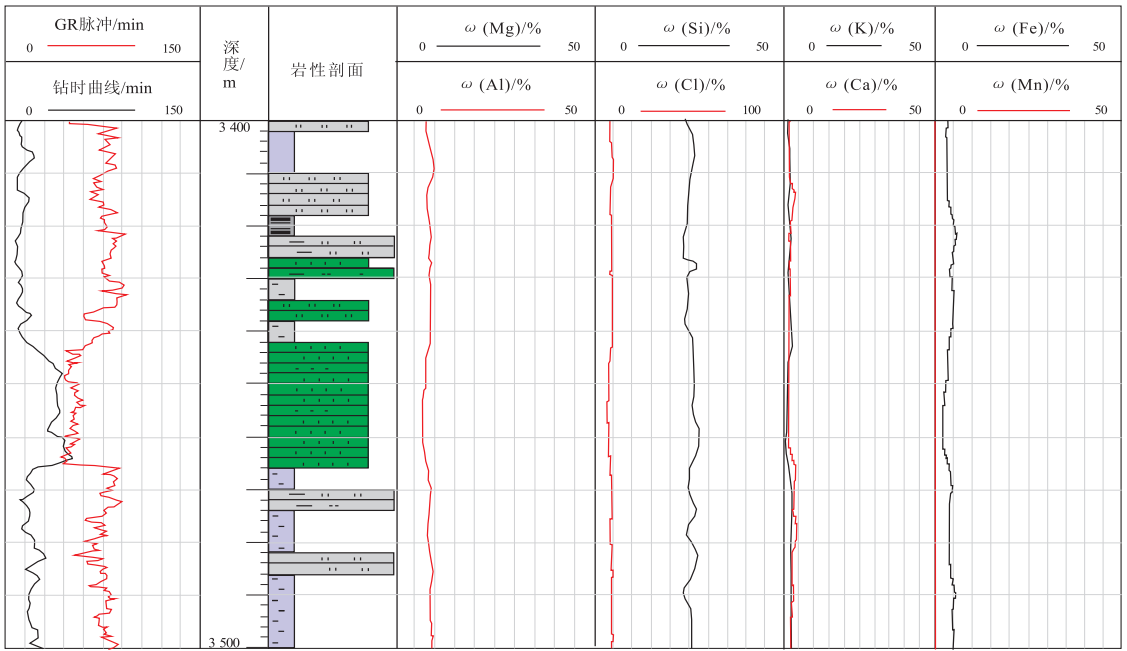 GR脉冲/min
0 150
钻时曲线/min
0 150
深度/m
岩性剖面
ω (Mg)/%
0 50
ω (Al)/%
0 50
ω (Si)/%
0 50
ω (Cl)/%
0 100
ω (K)/%
0 50
ω (Ca)/%
0 50
ω (Fe)/%
0 50
ω (Mn)/%
0 50
3 400
3 500